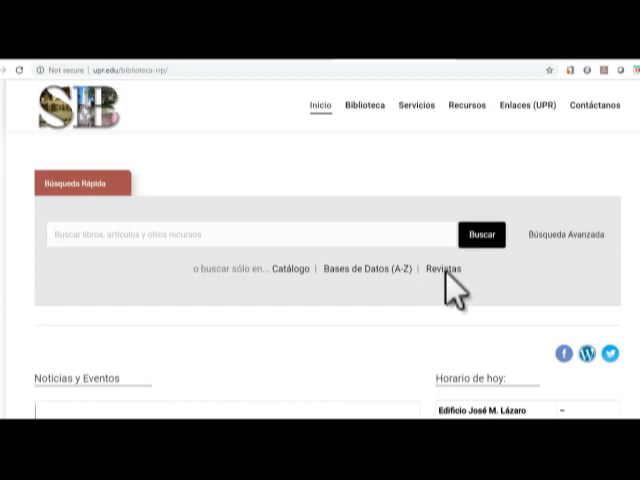 Not secure | upr.edu/biblioteca-rrp/
SIB
Inicio Biblioteca Servicios Recursos Enlaces (UPR) Contáctanos
Búsqueda Rápida
Buscar libros, artículos y otros recursos Buscar Búsqueda Avanzada
o buscar sólo en... Catálogo | Bases de Datos (A-Z) | Revistas
Noticias y Eventos Horario de hoy:
Edificio José M. Lázaro –